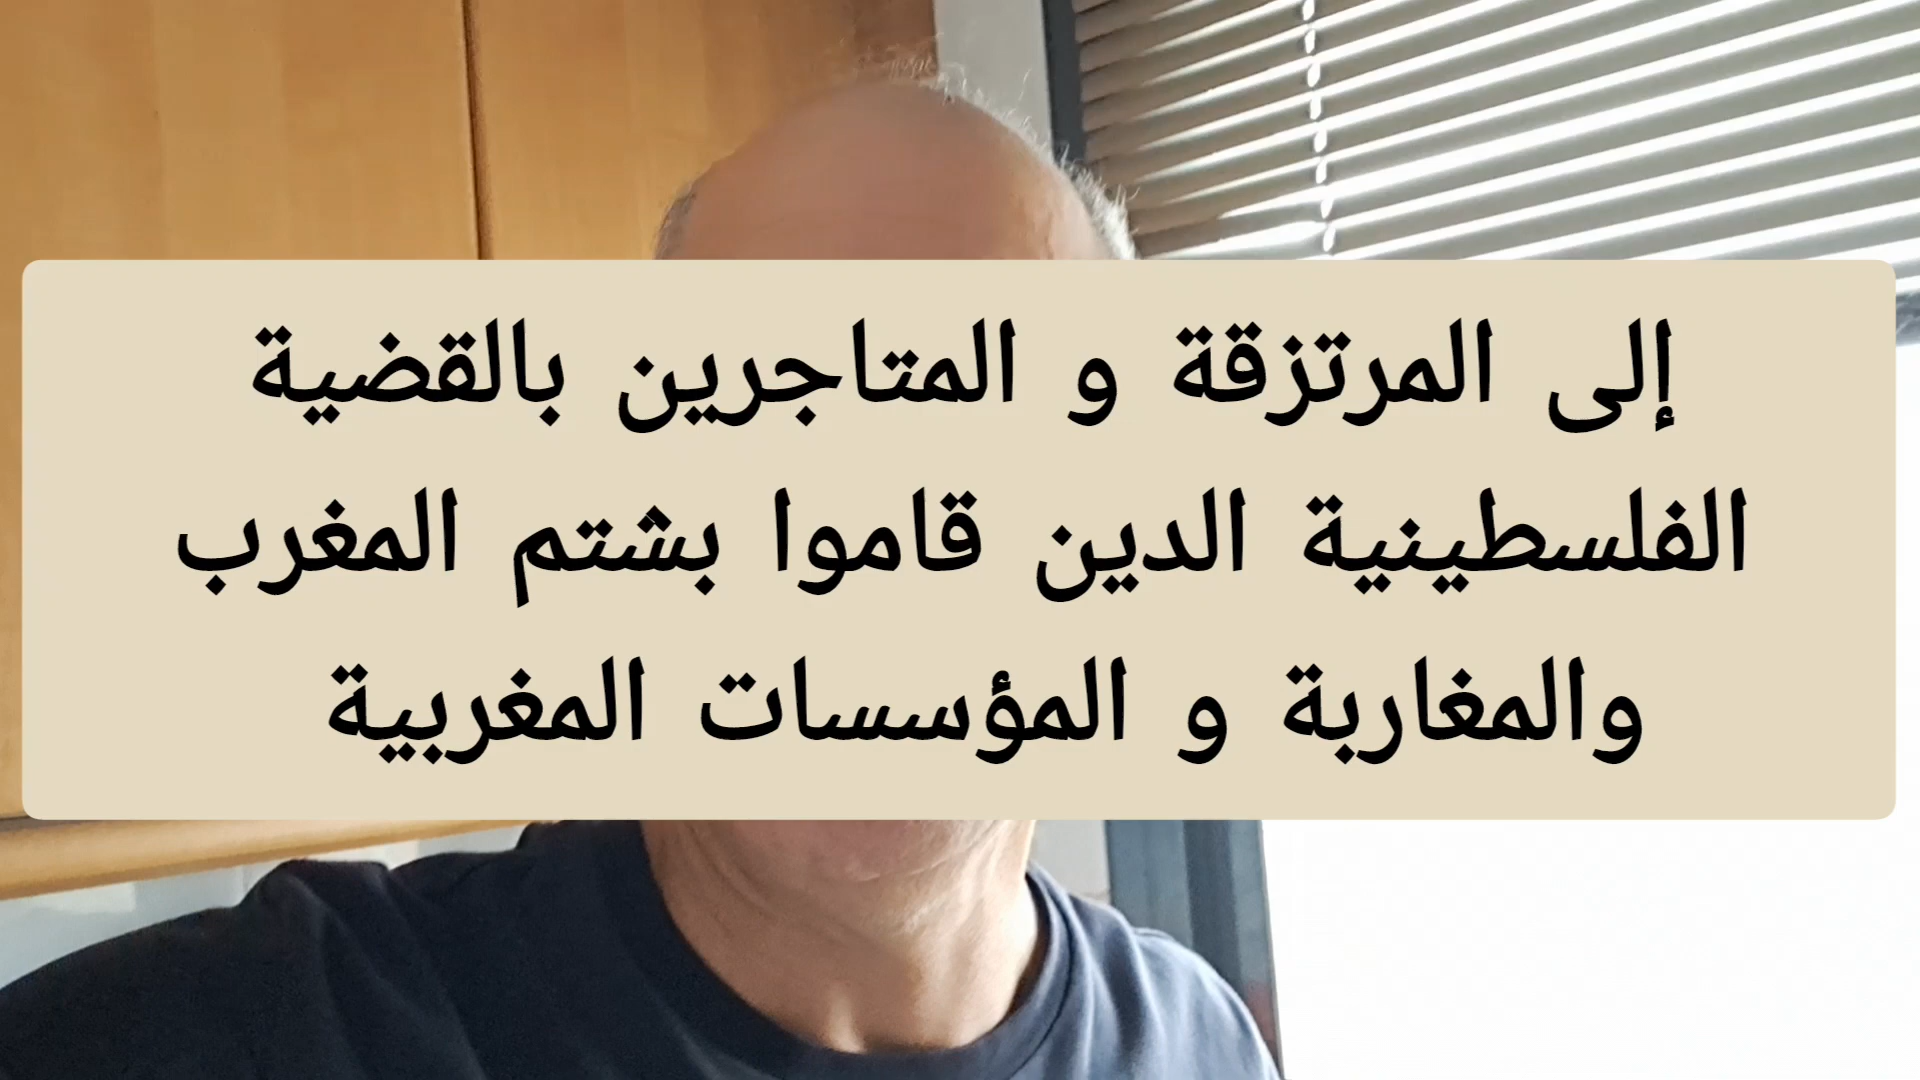 إلى المرتزقة و المتاجرين بالقضية
الفلسطينية الدين قاموا بشتم المغرب
والمغاربة و المؤسسات المغربية